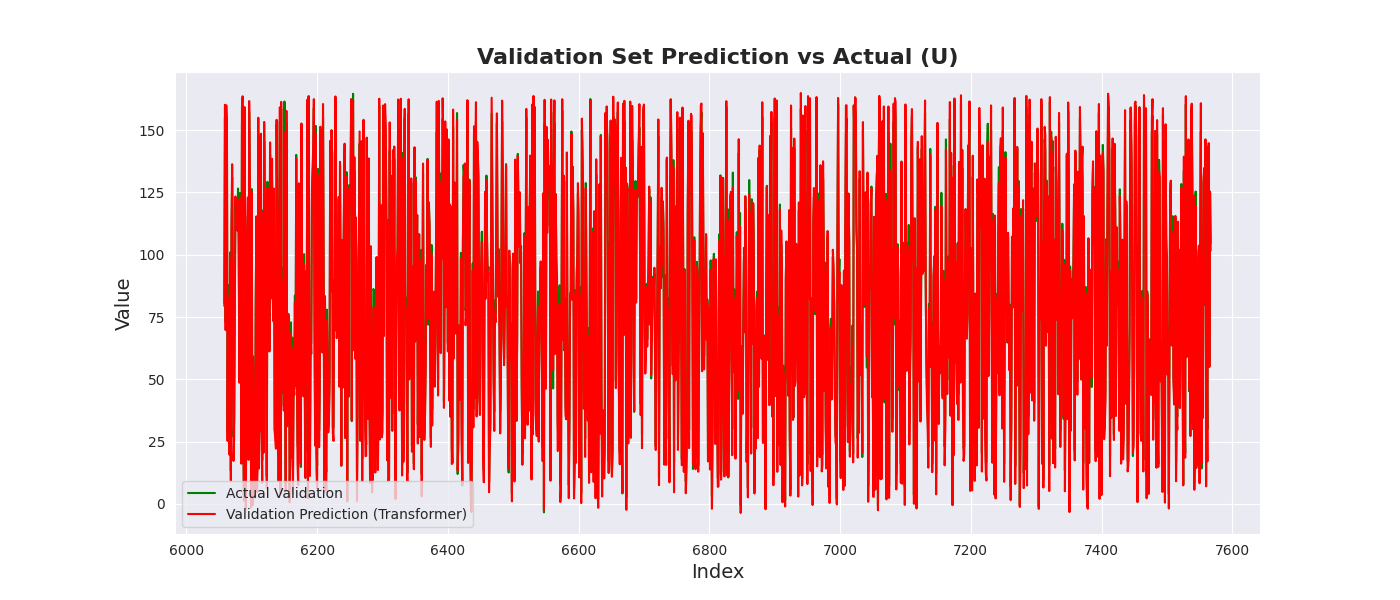 Validation Set Prediction vs Actual (U)
Value
150
125
100
75
50
25
0
Actual Validation
Validation Prediction (Transformer)
6000 6200 6400 6600 6800 7000 7200 7400 7600
Index